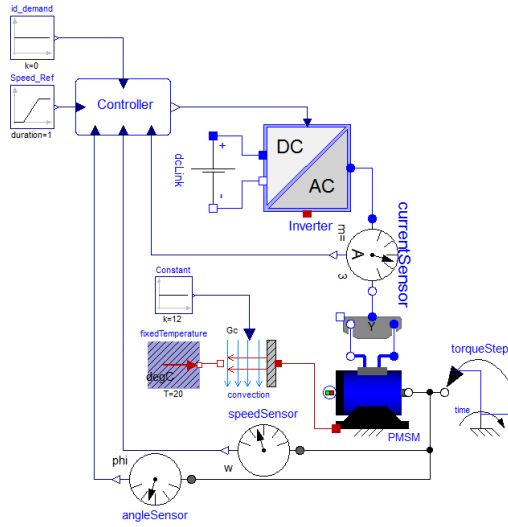 id_demand
k=0
Speed_Ref
duration=1
Controller
DC
AC
+
-
dcLink
Inverter
currentSensor
m=
3
A
Constant
k=12
fixedTemperature
degC
T=20
Gc
convection
Y
PMSM
torqueStep
time
speedSensor
w
phi
angleSensor